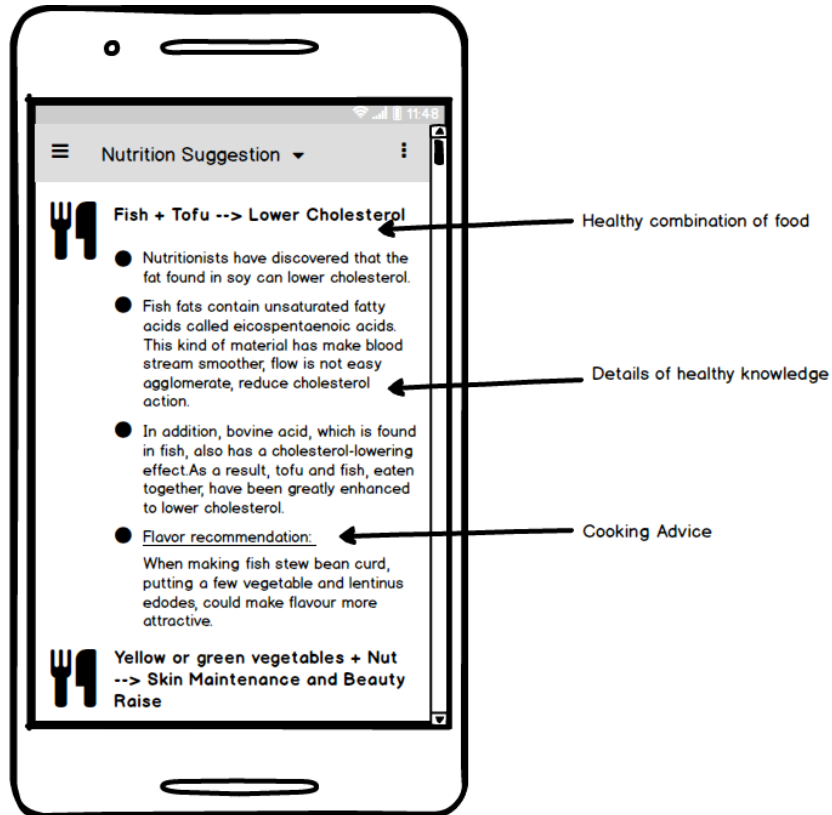 11:48
Nutrition Suggestion
Fish + Tofu --> Lower Cholesterol
Healthy combination of food
Nutritionists have discovered that the
fat found in soy can lower cholesterol.
Fish fats contain unsaturated fatty
acids called eicospentaenoic acids.
This kind of material has make blood
stream smoother, flow is not easy
agglomerate, reduce cholesterol
action.
Details of healthy knowledge
In addition, bovine acid, which is found
in fish, also has a cholesterol-lowering
effect.As a result, tofu and fish, eaten
together, have been greatly enhanced
to lower cholesterol.
Flavor recommendation:
Cooking Advice
When making fish stew bean curd,
putting a few vegetable and lentinus
edodes, could make flavour more
attractive.
Yellow or green vegetables + Nut
--> Skin Maintenance and Beauty
Raise